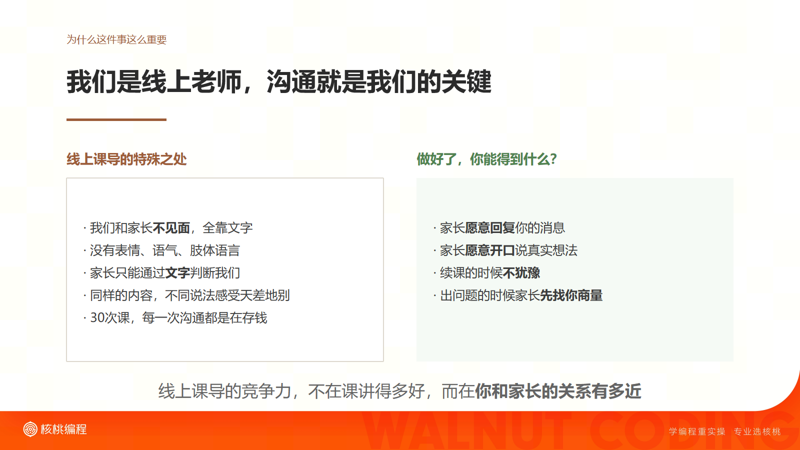 为什么这件事这么重要
我们是线上老师，沟通就是我们的关键
线上课导的特殊之处
· 我们和家长不见面，全靠文字
· 没有表情、语气、肢体语言
· 家长只能通过文字判断我们
· 同样的内容，不同说法感受天差地别
· 30次课，每一次沟通都是在存钱
做好了，你能得到什么?
· 家长愿意回复你的消息
· 家长愿意开口说真实想法
· 续课的时候不犹豫
· 出问题的时候家长先找你商量
线上课导的竞争力，不在课讲得多好，而在你和家长的关系有多近
核桃编程
WALNUT CODING
学编程重实操 专业选核桃